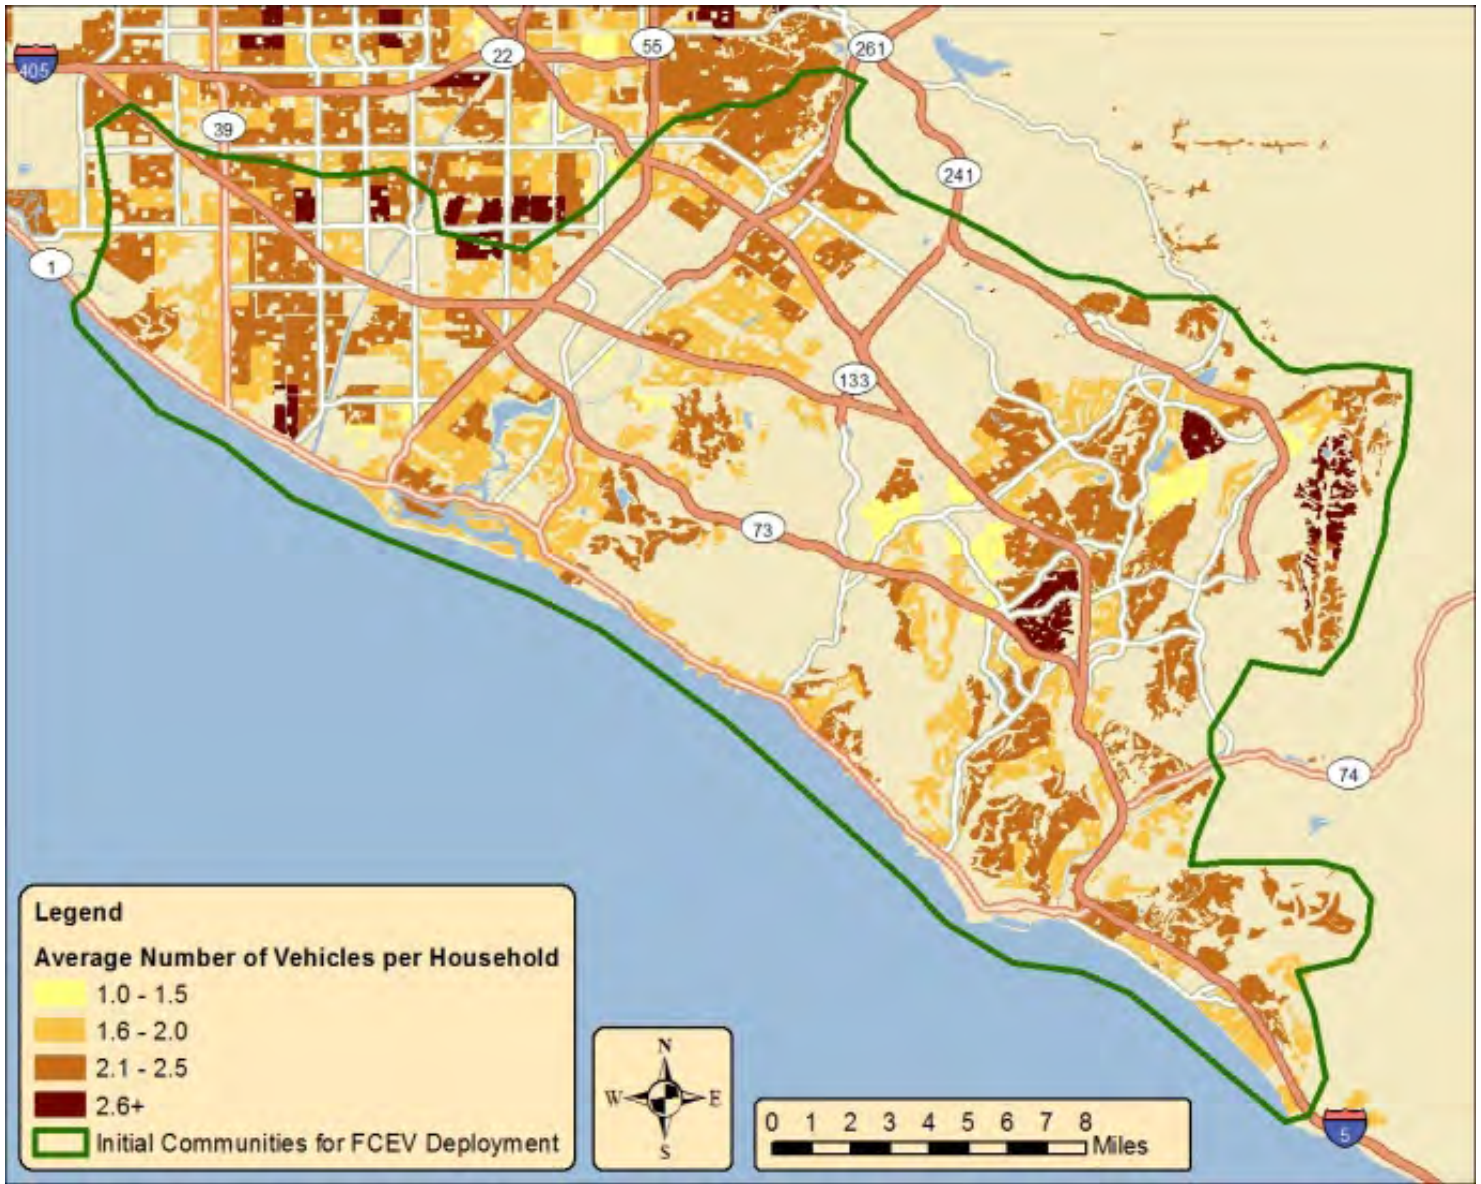 22
55
261
405
39
241
1
133
73
74
Legend
Average Number of Vehicles per Household
1.0 - 1.5
1.6 - 2.0
2.1 - 2.5
2.6+
Initial Communities for FCEV Deployment
N
W E
S
0 1 2 3 4 5 6 7 8
Miles
5